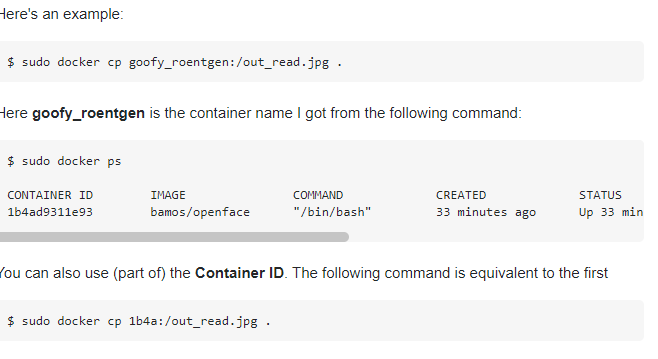 Here's an example:
$ sudo docker cp goofy_roentgen:/out_read.jpg .
Here goofy_roentgen is the container name I got from the following command:
$ sudo docker ps
CONTAINER ID IMAGE COMMAND CREATED STATUS
1b4ad9311e93 bamos/openface "/bin/bash" 33 minutes ago Up 33 min
You can also use (part of) the Container ID. The following command is equivalent to the first
$ sudo docker cp 1b4a:/out_read.jpg .